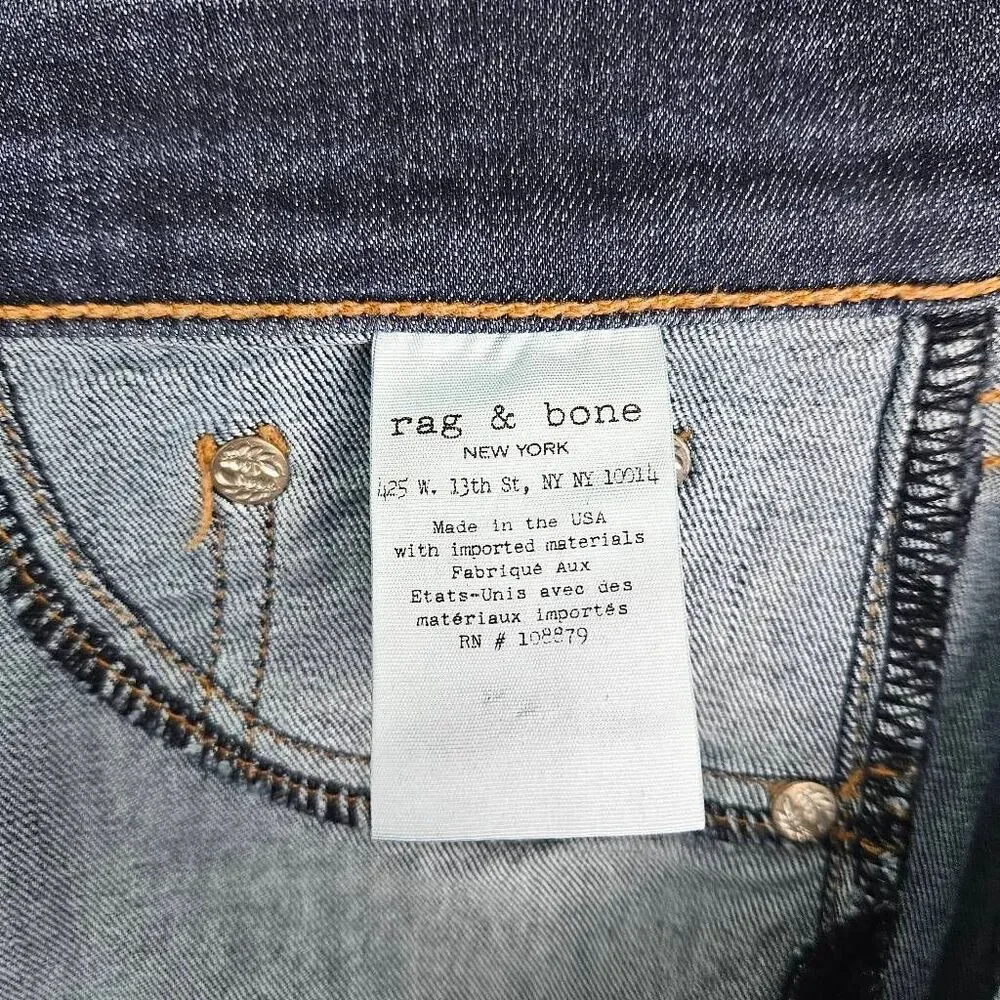 rag & bone
NEW YORK
425 W. 13th St, NY NY 10014
Made in the USA
with imported materials
Fabriqué Aux
Etats-Unis avec des
matériaux importés
RN # 108879